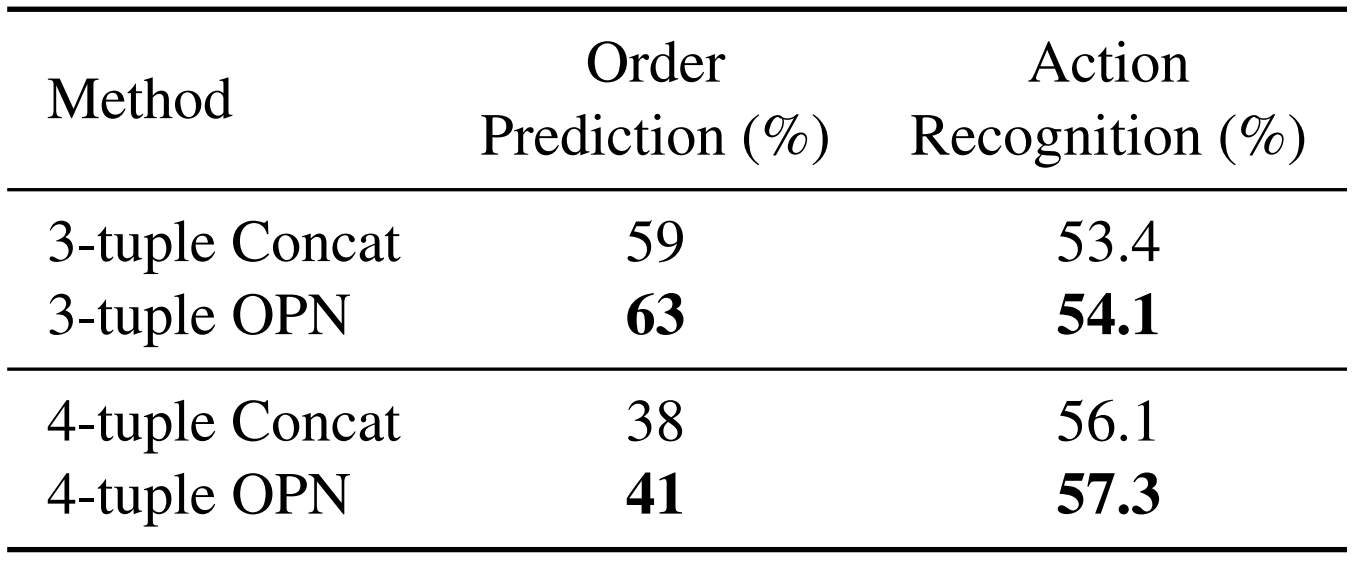 Method Order Prediction (%) Action Recognition (%)
3-tuple Concat 59 53.4
3-tuple OPN 63 54.1
4-tuple Concat 38 56.1
4-tuple OPN 41 57.3